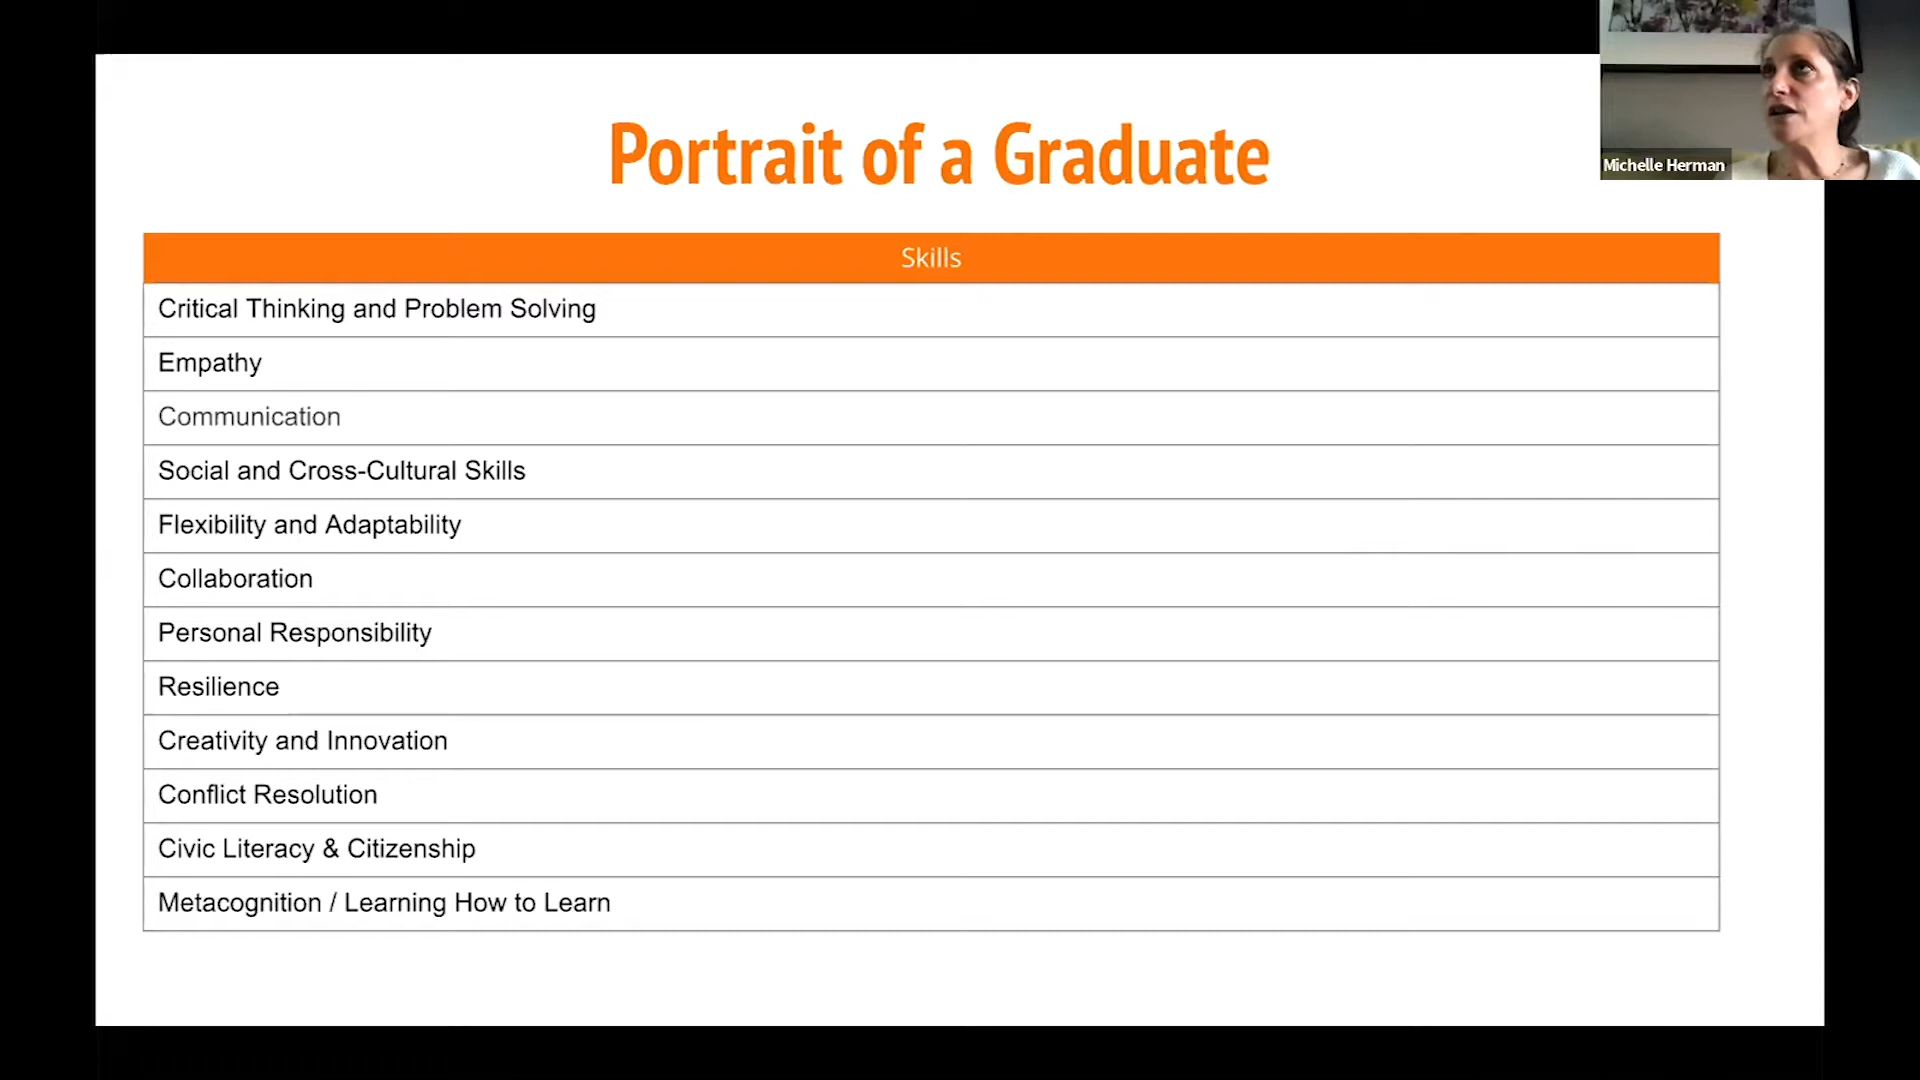 Portrait of a Graduate
Michelle Herman
Skills
Critical Thinking and Problem Solving
Empathy
Communication
Social and Cross-Cultural Skills
Flexibility and Adaptability
Collaboration
Personal Responsibility
Resilience
Creativity and Innovation
Conflict Resolution
Civic Literacy & Citizenship
Metacognition / Learning How to Learn